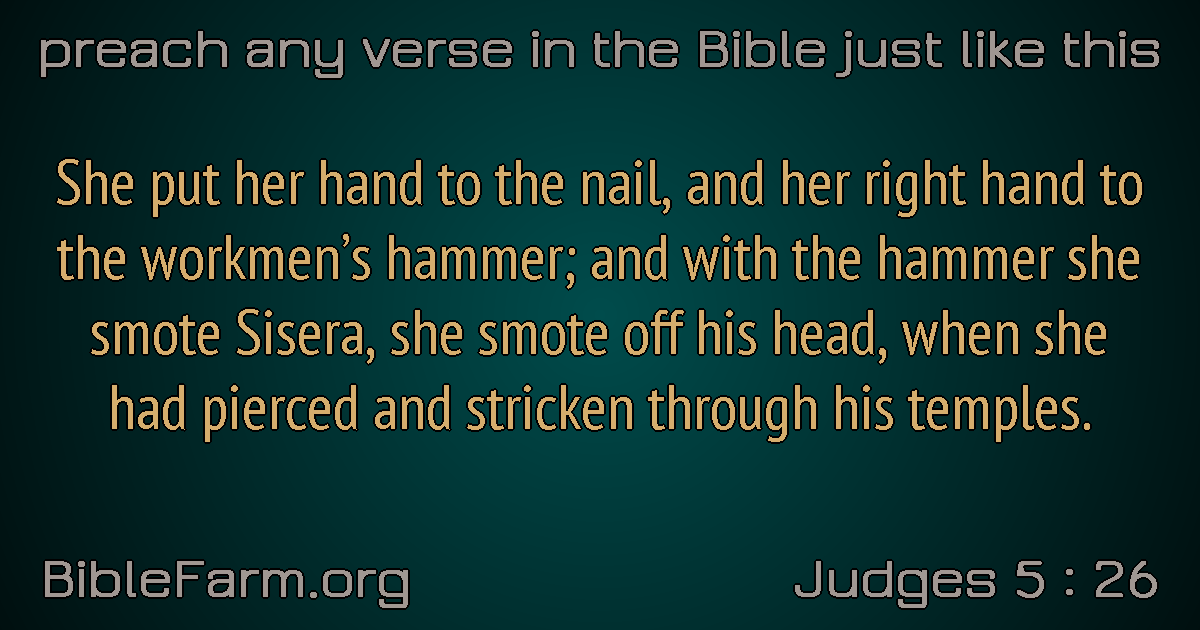 preach any verse in the Bible just like this
She put her hand to the nail, and her right hand to
the workmen’s hammer; and with the hammer she
smote Sisera, she smote off his head, when she
had pierced and stricken through his temples.
BibleFarm.org
Judges 5 : 26